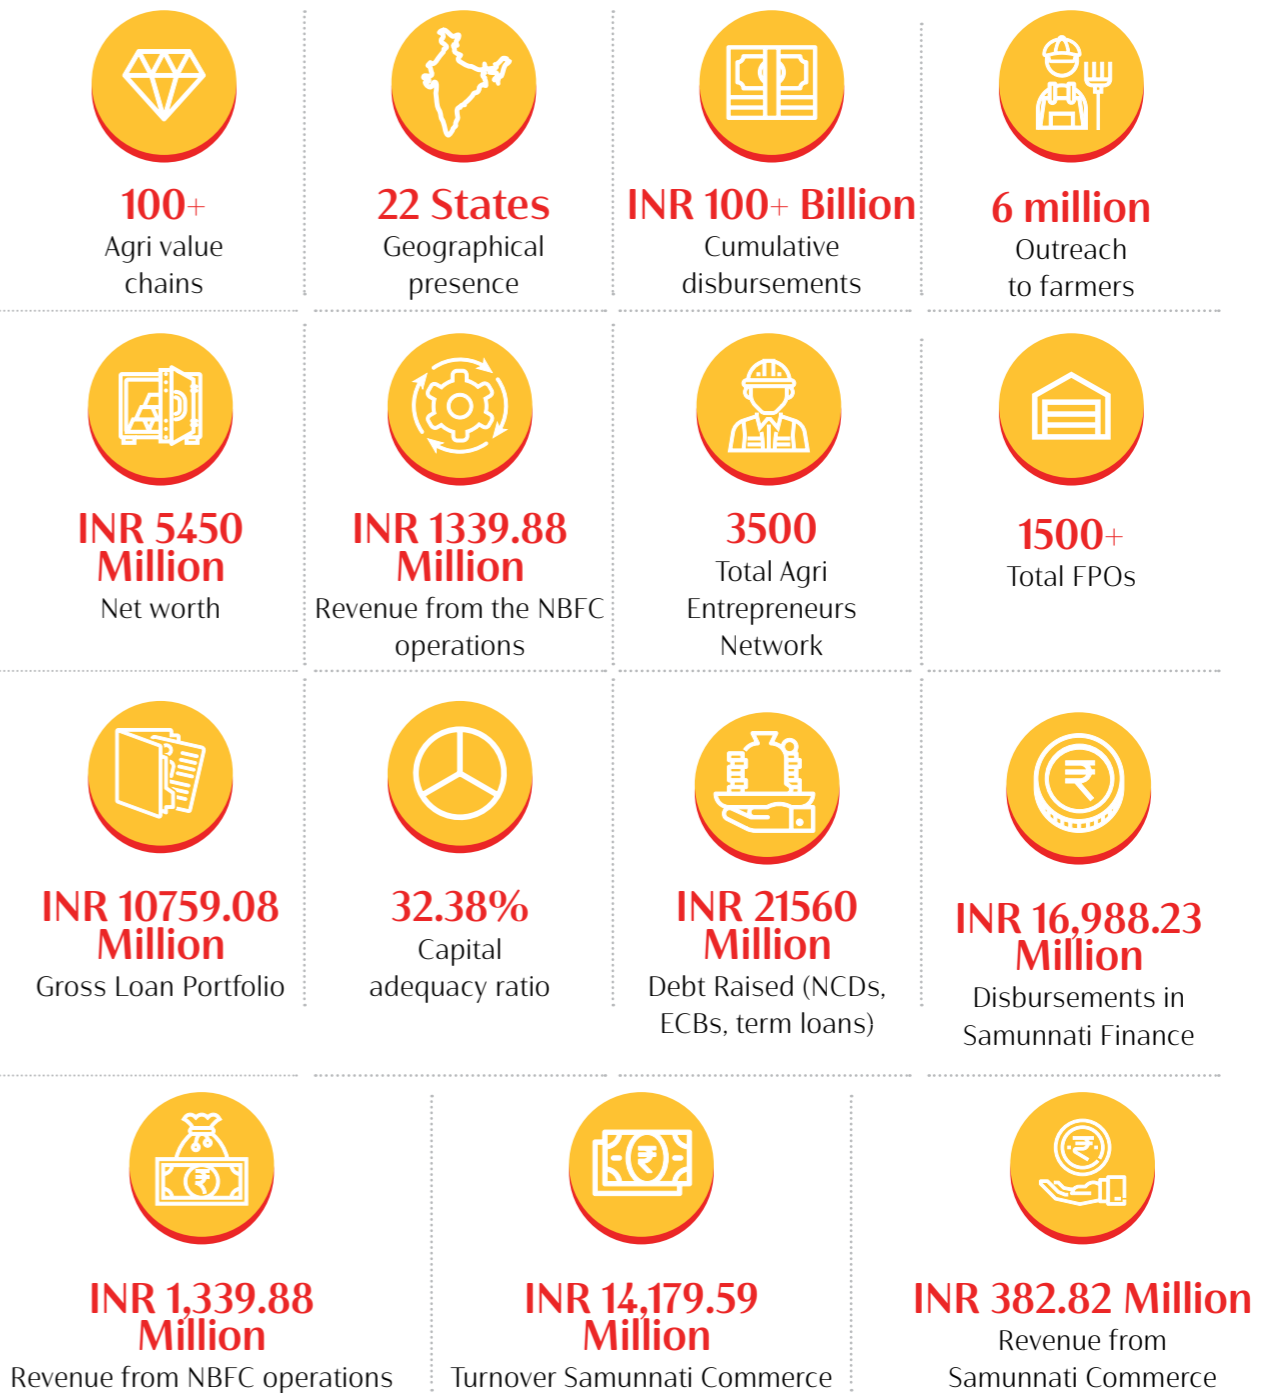 100+
Agri value
chains
22 States
Geographical
presence
INR 100+ Billion
Cumulative
disbursements
6 million
Outreach
to farmers
INR 5450
Million
Net worth
INR 1339.88
Million
Revenue from the NBFC
operations
3500
Total Agri
Entrepreneurs
Network
1500+
Total FPOs
INR 10759.08
Million
Gross Loan Portfolio
32.38%
Capital
adequacy ratio
INR 21560
Million
Debt Raised (NCDs,
ECBs, term loans)
INR 16,988.23
Million
Disbursements in
Samunnati Finance
INR 1,339.88
Million
Revenue from NBFC operations
INR 14,179.59
Million
Turnover Samunnati Commerce
INR 382.82 Million
Revenue from
Samunnati Commerce